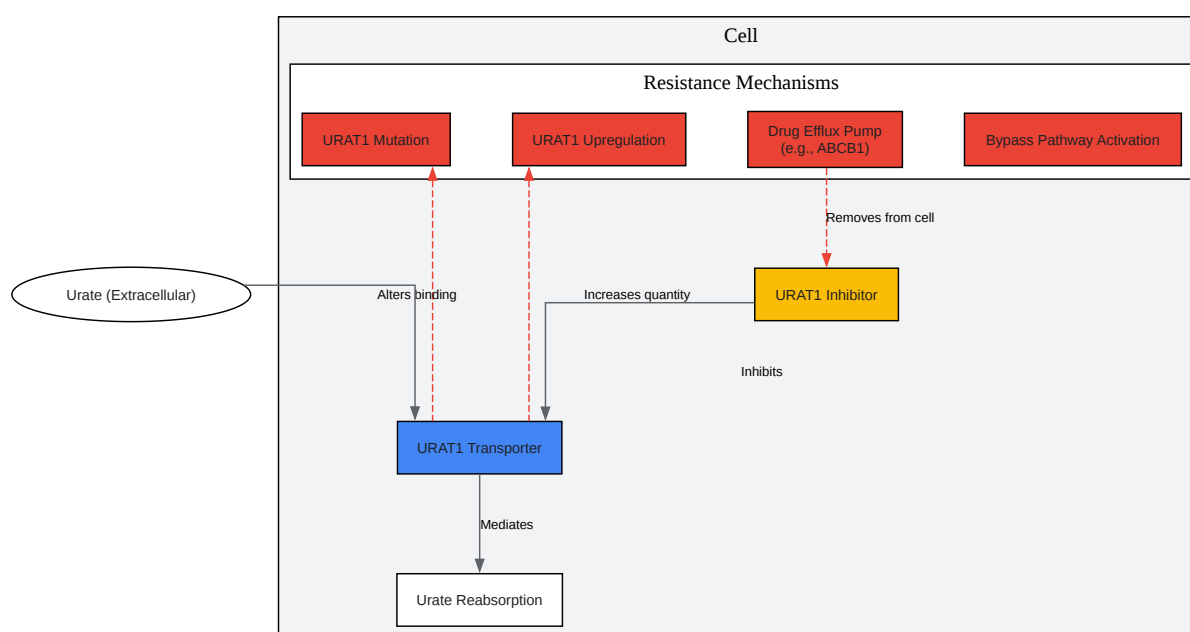 Cell
Resistance Mechanisms
URAT1 Mutation
URAT1 Upregulation
Drug Efflux Pump
(e.g., ABCB1)
Bypass Pathway Activation
Removes from cell
Urate (Extracellular)
Alters binding
Increases quantity
URAT1 Inhibitor
Inhibits
URAT1 Transporter
Mediates
Urate Reabsorption